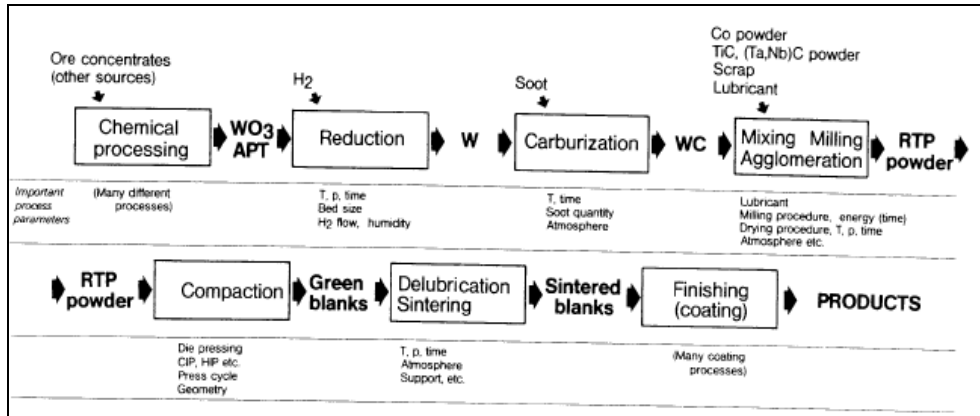 Ore concentrates
(other sources)
H2
Soot
Co powder
TiC, (Ta,Nb)C powder
Scrap
Lubricant
Chemical
processing
WO3
APT
Reduction
W
Carburization
WC
Mixing Milling
Agglomeration
RTP
powder
Important
process
parameters
(Many different
processes)
T, p, time
Bed size
H2 flow, humidity
T, time
Soot quantity
Atmosphere
Lubricant
Milling procedure, energy (time)
Drying procedure, T, p, time
Atmosphere etc.
RTP
powder
Compaction
Green
blanks
Delubrication
Sintering
Sintered
blanks
Finishing
(coating)
PRODUCTS
Die pressing
CIP, HIP etc.
Press cycle
Geometry
T, p, time
Atmosphere
Support, etc.
(Many coating
processes)